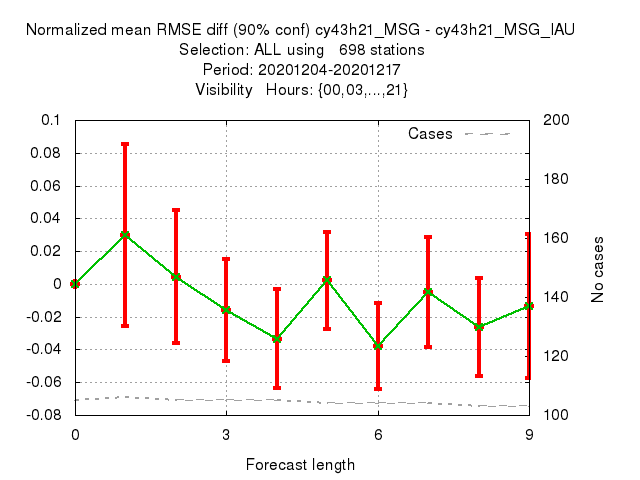 Normalized mean RMSE diff (90% conf) cy43h21_MSG - cy43h21_MSG_IAU
Selection: ALL using   698 stations
Period: 20201204-20201217
Visibility   Hours: {00,03,...,21}
Cases
0.1
0.08
0.06
0.04
0.02
0
-0.02
-0.04
-0.06
-0.08
200
180
160
140
120
100
No cases
0 3 6 9
Forecast length